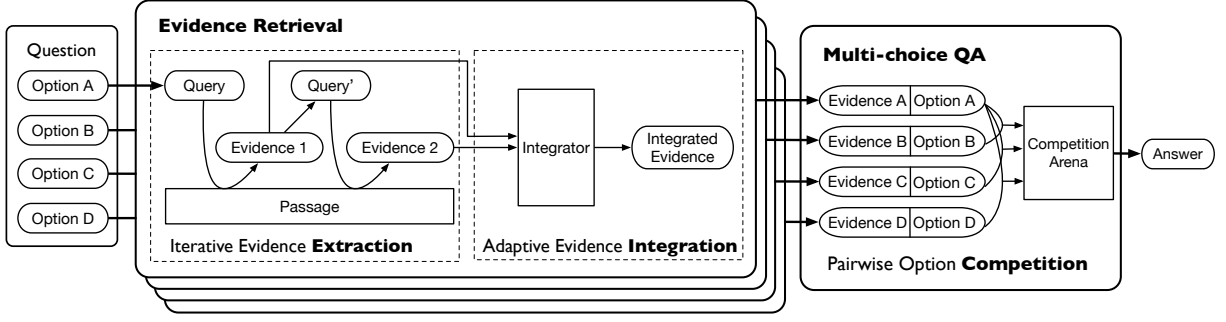 Question
Option A
Option B
Option C
Option D
Evidence Retrieval
Query
Query'
Evidence 1
Evidence 2
Passage
Iterative Evidence Extraction
Integrator
Integrated
Evidence
Adaptive Evidence Integration
Multi-choice QA
Evidence A Option A
Evidence B Option B
Evidence C Option C
Evidence D Option D
Competition
Arena
Pairwise Option Competition
Answer